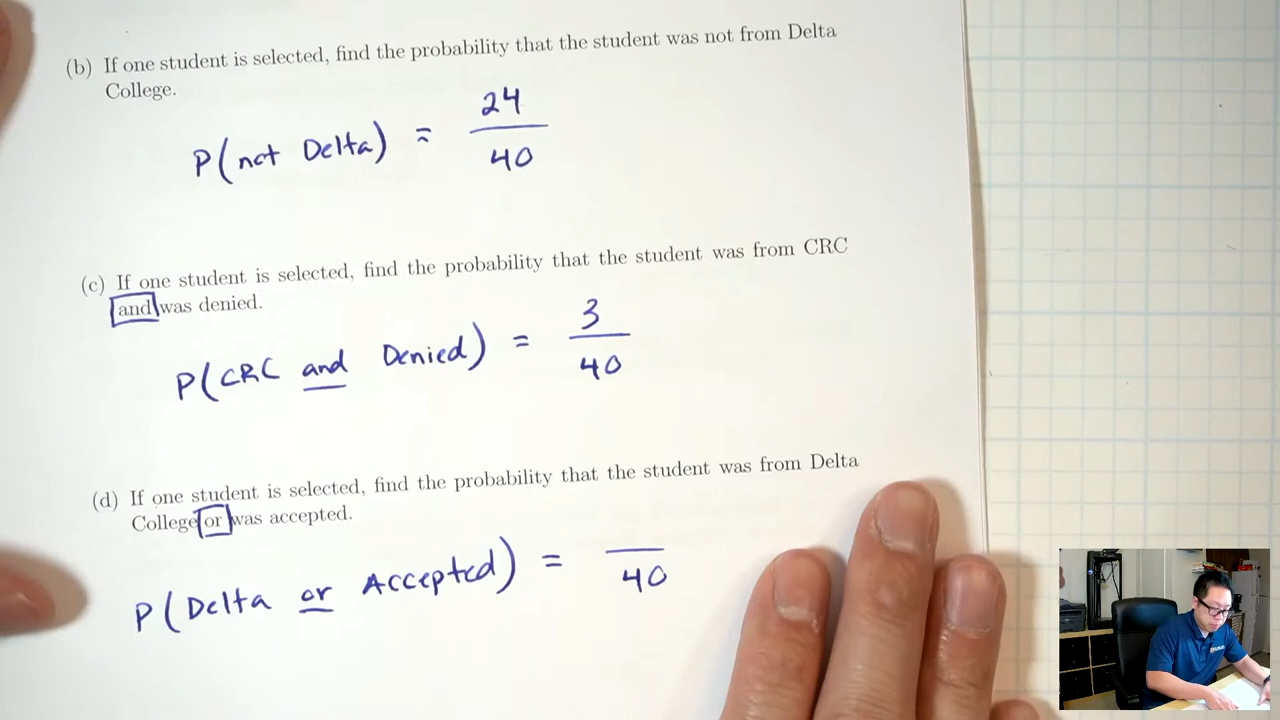 (b) If one student is selected, find the probability that the student was not from Delta
College.
P(not Delta) = 24/40
(c) If one student is selected, find the probability that the student was from CRC
and was denied.
P(CRC and Denied) = 3/40
(d) If one student is selected, find the probability that the student was from Delta
College or was accepted.
P(Delta or Accepted) = /40